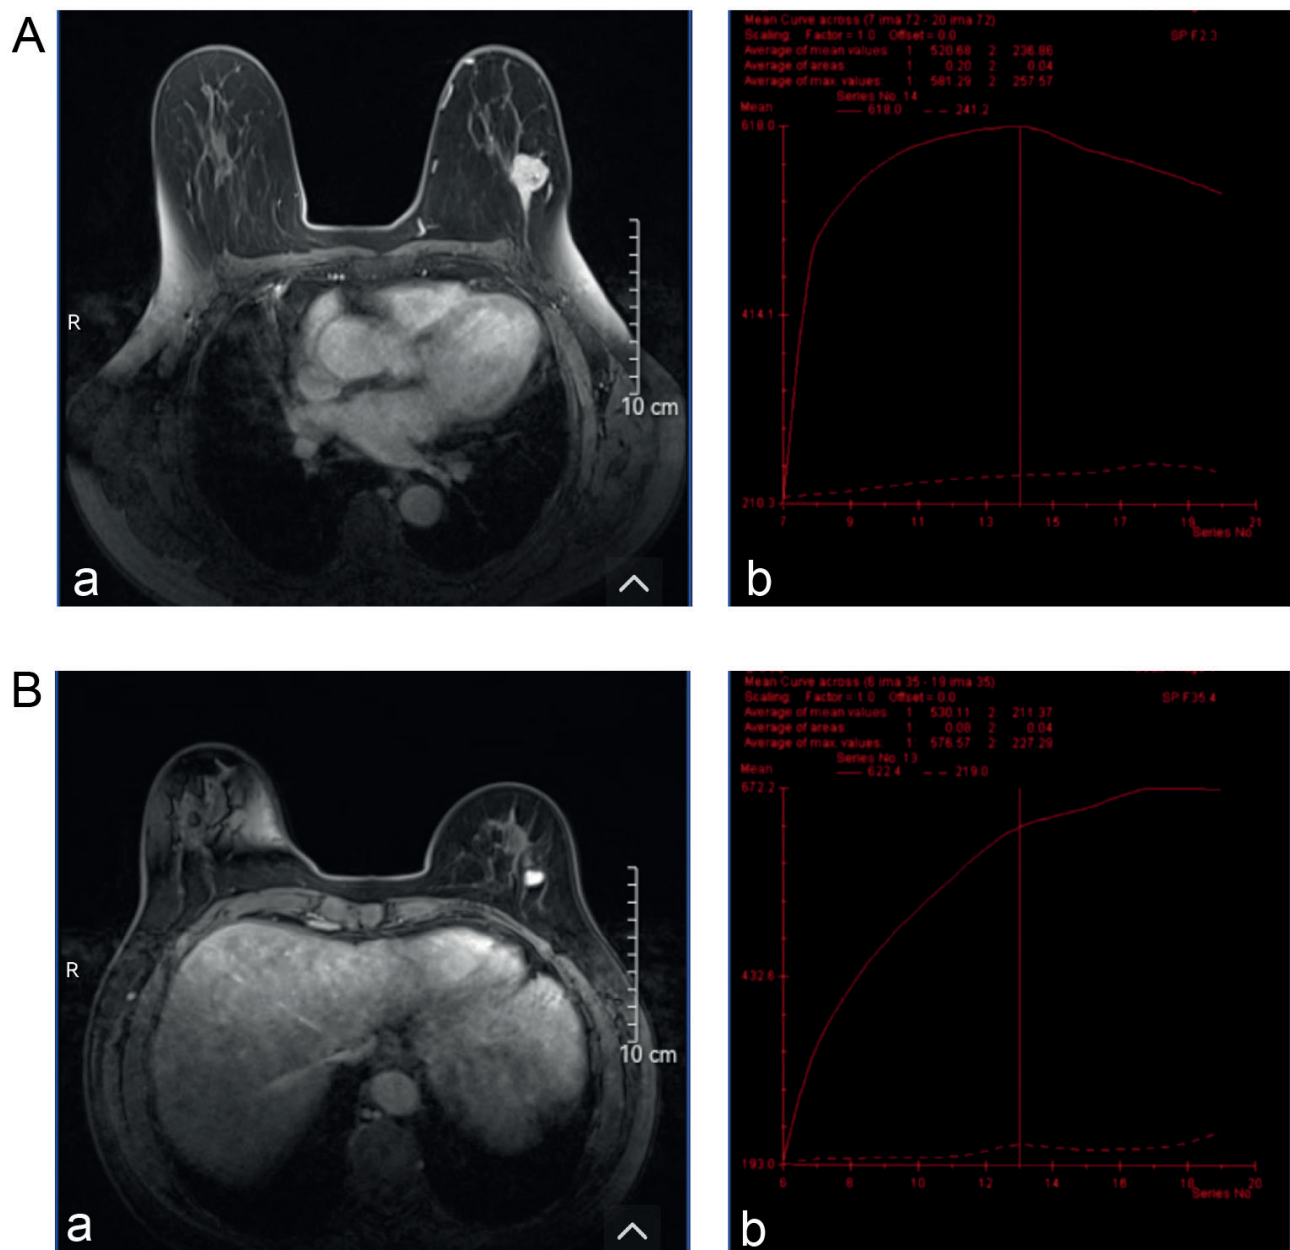 A
R
10 cm
a
Mean Curve across (7 ima 72 - 20 ima 72)
Scaling: Factor = 1.0 Offset = 0.0
SP F2.3
Average of mean values: 1 520.68 2 236.86
Average of areas: 1 0.20 2 0.04
Average of max. values: 1 581.29 2 257.57
Series No. 14
Mean 618.0 241.2
618.0
414.1
210.3
7 9 11 13 15 17 19 21
Series No.
b
B
R
10 cm
a
Mean Curve across (6 ima 35 - 19 ima 35)
Scaling: Factor = 1.0 Offset = 0.0
SP F35.4
Average of mean values: 1 530.11 2 211.37
Average of areas: 1 0.08 2 0.04
Average of max. values: 1 576.57 2 227.29
Series No. 13
Mean 622.4 219.0
672.2
432.6
193.0
6 8 10 12 14 16 18 20
Series No
b